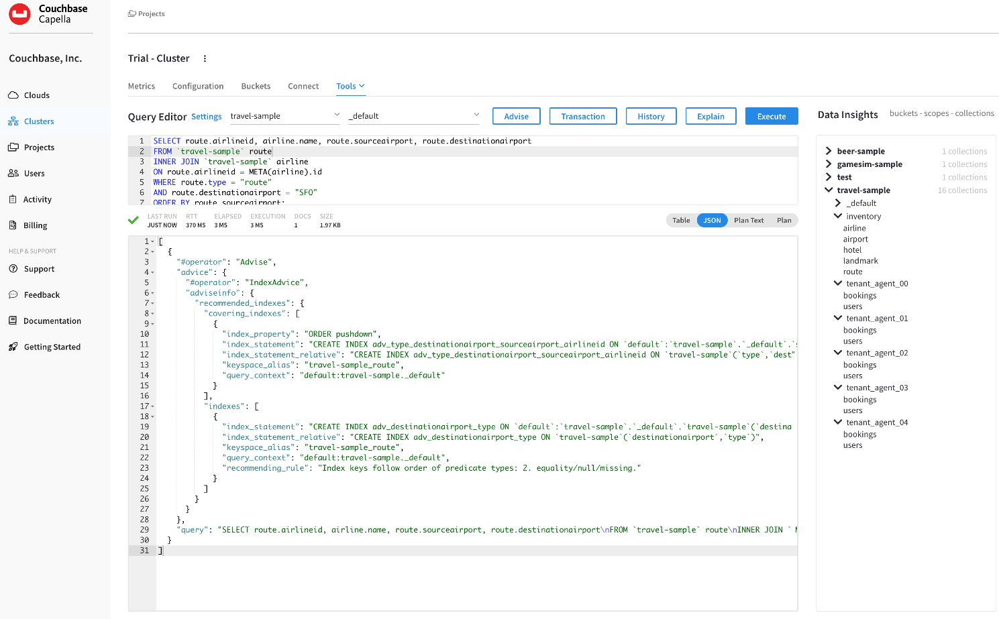 Couchbase
Capella
Projects
Couchbase, Inc.
Clouds
Clusters
Projects
Users
Activity
Billing
HELP & SUPPORT
Support
Feedback
Documentation
Getting Started
Trial - Cluster
Metrics Configuration Buckets Connect Tools
Query Editor Settings travel-sample _default Advise Transaction History Explain Execute
1 SELECT route.airlineid, airline.name, route.sourceairport, route.destinationairport
2 FROM `travel-sample` route
3 INNER JOIN `travel-sample` airline
4 ON route.airlineid = META(airline).id
5 WHERE route.type = "route"
6 AND route.destinationairport = "SFO"
7 ORDER BY route.sourceairport;
LAST RUN RTT ELAPSED EXECUTION DOCS SIZE
JUST NOW 370 MS 3 MS 3 MS 1 1.97 KB
Table JSON Plan Text Plan
1 [
2 {
3 "#operator": "Advise",
4 "advice": {
5 "#operator": "IndexAdvice",
6 "adviseinfo": {
7 "recommended_indexes": {
8 "covering_indexes": [
9 {
10 "index_property": "ORDER pushdown",
11 "index_statement": "CREATE INDEX adv_type_destinationairport_sourceairport_airlineid ON `default`:`travel-sample`.`_default`.`
12 "index_statement_relative": "CREATE INDEX adv_type_destinationairport_sourceairport_airlineid ON `travel-sample`(`type`,`dest"
13 "keyspace_alias": "travel-sample_route",
14 "query_context": "default:travel-sample._default"
15 }
16 ],
17 "indexes": [
18 {
19 "index_statement": "CREATE INDEX adv_destinationairport_type ON `default`:`travel-sample`.`_default`.`travel-sample`(`destina
20 "index_statement_relative": "CREATE INDEX adv_destinationairport_type ON `travel-sample`(`destinationairport`,`type`)",
21 "keyspace_alias": "travel-sample_route",
22 "query_context": "default:travel-sample._default",
23 "recommending_rule": "Index keys follow order of predicate types: 2. equality/null/missing."
24 }
25 ]
26 }
27 }
28 },
29 "query": "SELECT route.airlineid, airline.name, route.sourceairport, route.destinationairport\nFROM `travel-sample` route\nINNER JOIN `
30 }
31 ]
Data Insights buckets - scopes - collections
beer-sample 1 collections
gamesim-sample 1 collections
test 1 collections
travel-sample 16 collections
_default
inventory
airline
airport
hotel
landmark
route
tenant_agent_00
bookings
users
tenant_agent_01
bookings
users
tenant_agent_02
bookings
users
tenant_agent_03
bookings
users
tenant_agent_04
bookings
users